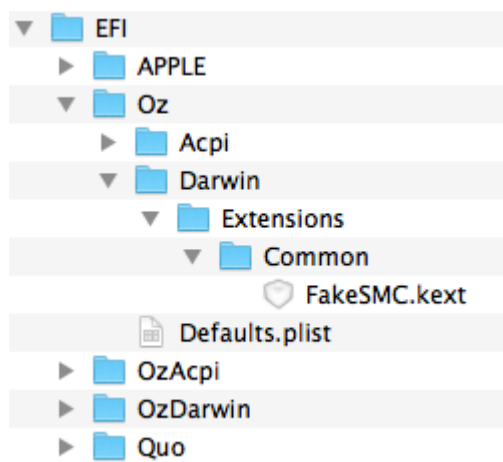 EFI
APPLE
Oz
Acpi
Darwin
Extensions
Common
FakeSMC.kext
Defaults.plist
OzAcpi
OzDarwin
Quo